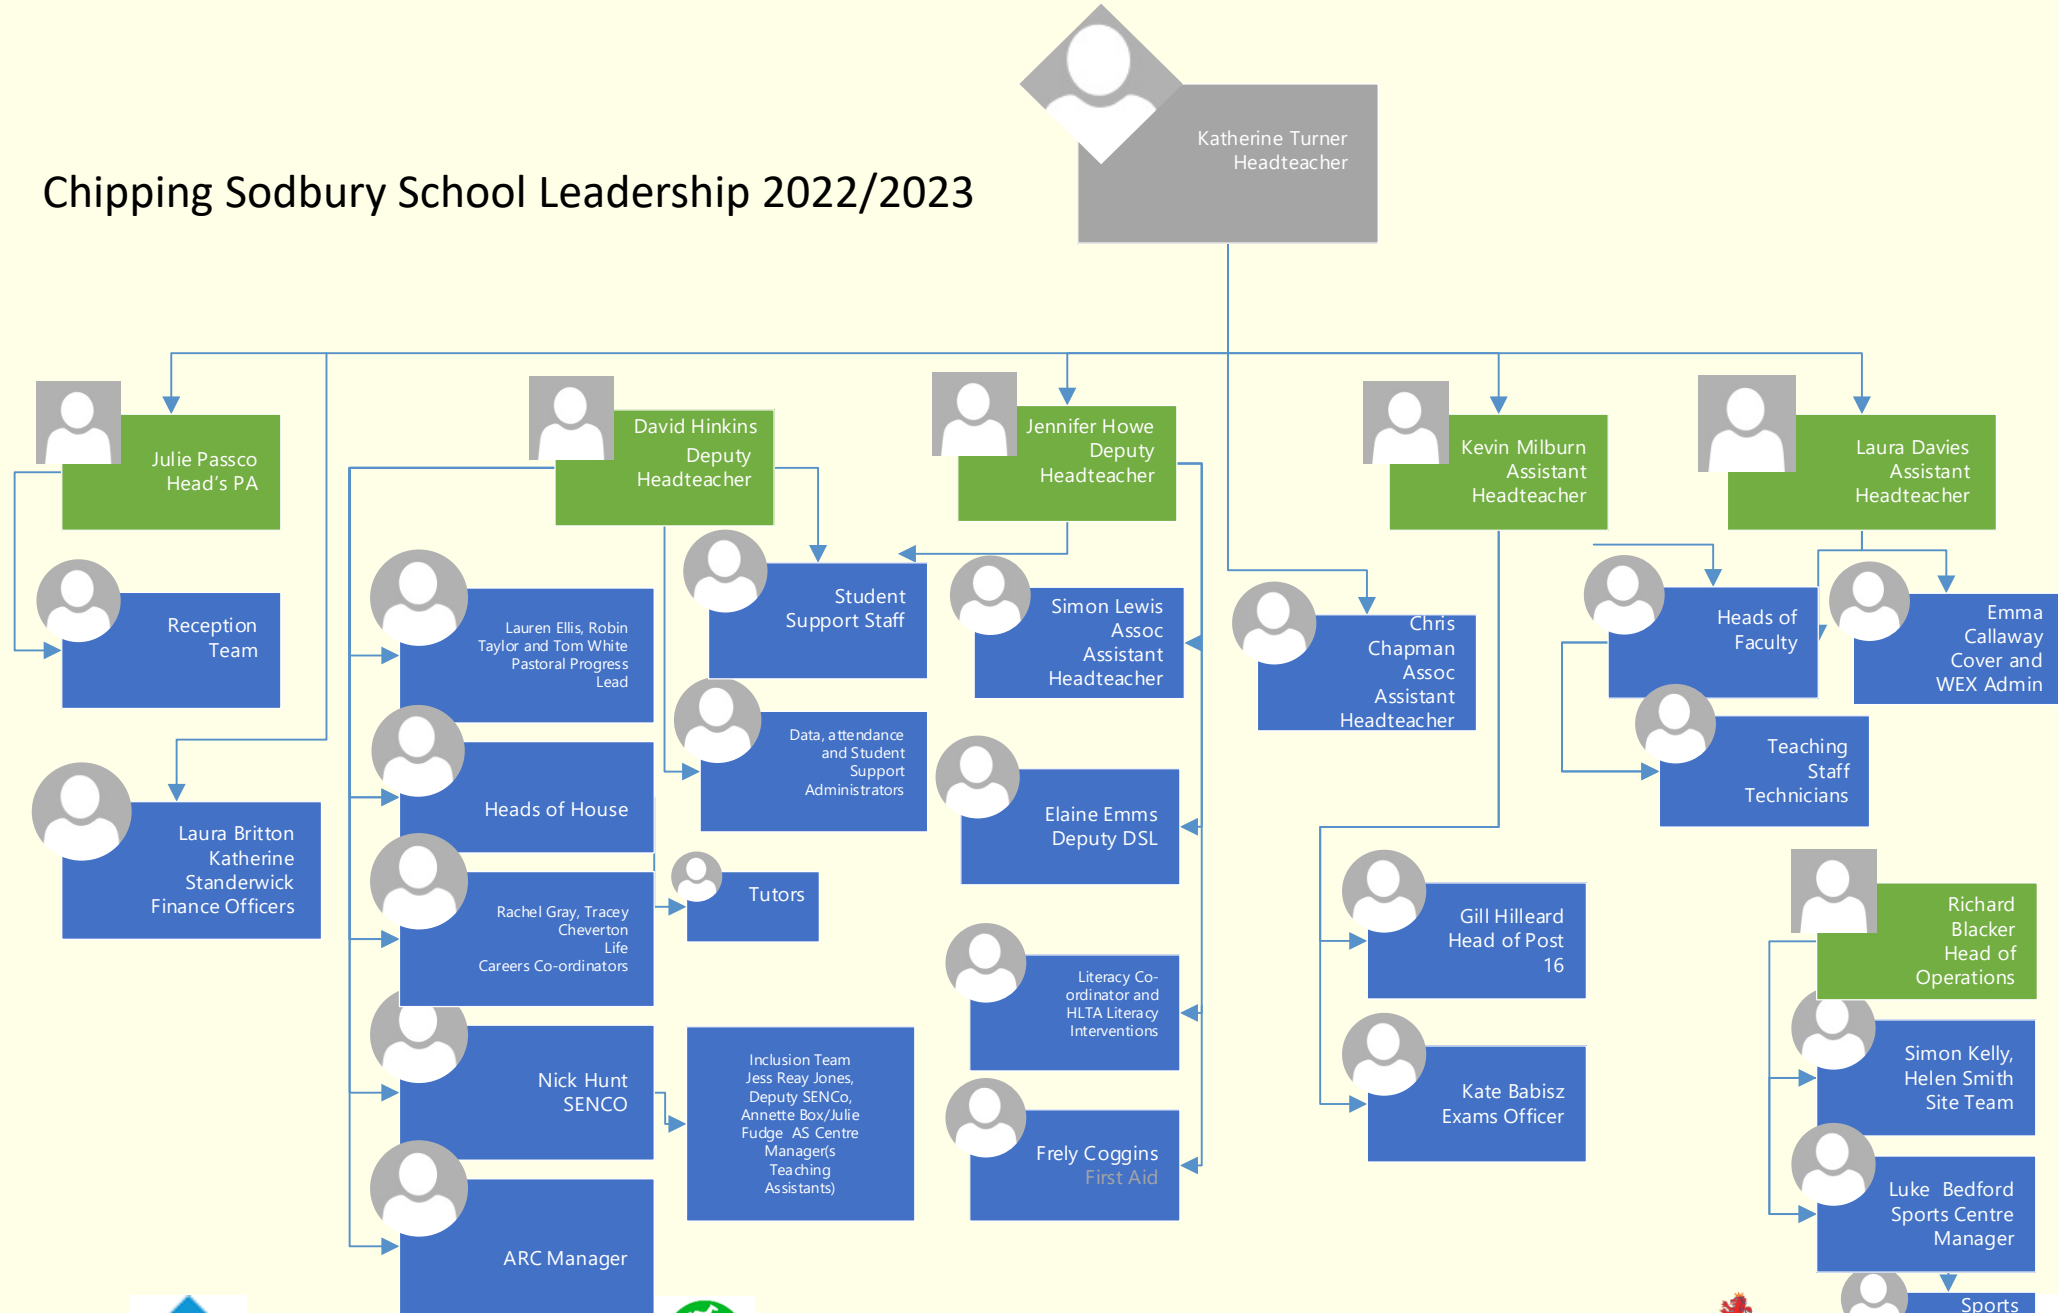 Katherine Turner
Headteacher
Chipping Sodbury School Leadership 2022/2023
Julie Passco
Head's PA
David Hinkins
Deputy
Headteacher
Jennifer Howe
Deputy
Headteacher
Kevin Milburn
Assistant
Headteacher
Laura Davies
Assistant
Headteacher
Reception
Team
Lauren Ellis, Robin
Taylor and Tom White
Pastoral Progress
Lead
Student
Support Staff
Simon Lewis
Assoc
Assistant
Headteacher
Chris
Chapman
Assoc
Assistant
Headteacher
Heads of
Faculty
Emma
Callaway
Cover and
WEX Admin
Data, attendance
and Student
Support
Administrators
Teaching
Staff
Technicians
Heads of House
Elaine Emms
Deputy DSL
Laura Britton
Katherine
Standerwick
Finance Officers
Rachel Gray, Tracey
Cheverton
Life
Careers Co-ordinators
Tutors
Gill Hilleard
Head of Post
16
Richard
Blacker
Head of
Operations
Literacy Co-
ordinator and
HLTA Literacy
Interventions
Nick Hunt
SENCO
Inclusion Team
Jess Reay Jones,
Deputy SENCo,
Annette Box/Julie
Fudge  AS Centre
Manager(s
Teaching
Assistants)
Kate Babisz
Exams Officer
Simon Kelly,
Helen Smith
Site Team
Frely Coggins
First Aid
Luke  Bedford
Sports Centre
Manager
ARC Manager
Sports